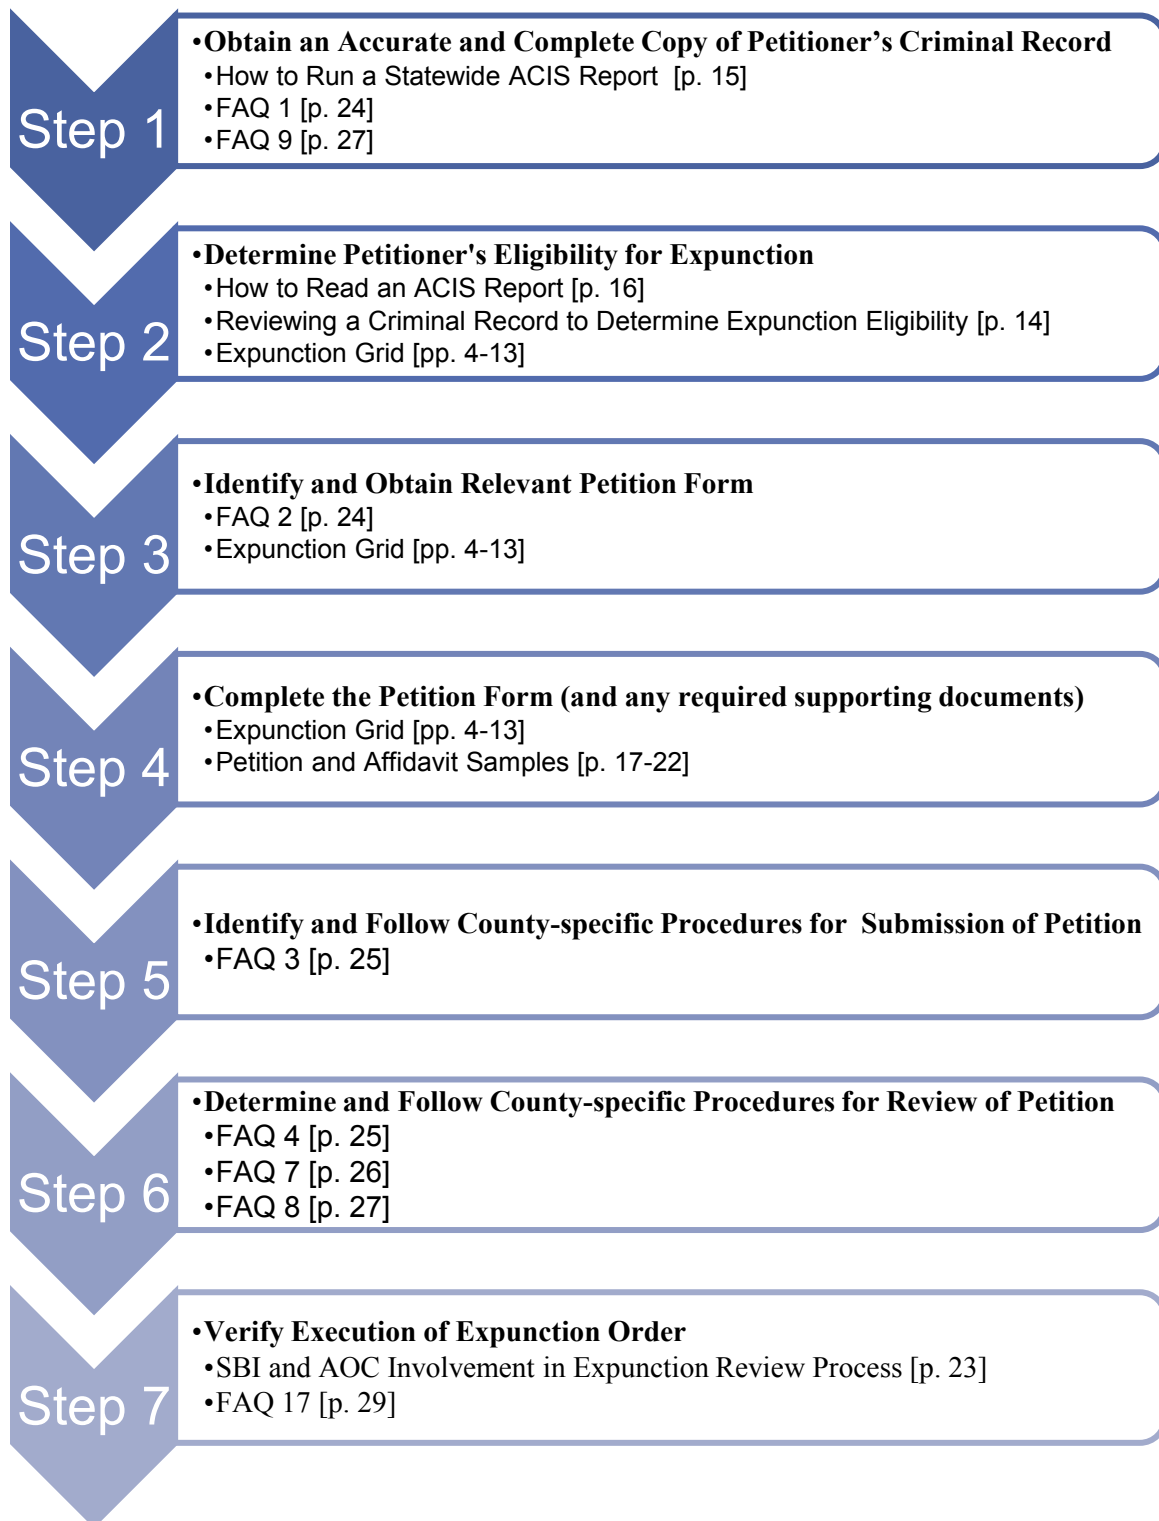 Step 1
•Obtain an Accurate and Complete Copy of Petitioner’s Criminal Record
•How to Run a Statewide ACIS Report  [p. 15]
•FAQ 1 [p. 24]
•FAQ 9 [p. 27]
Step 2
•Determine Petitioner's Eligibility for Expunction
•How to Read an ACIS Report [p. 16]
•Reviewing a Criminal Record to Determine Expunction Eligibility [p. 14]
•Expunction Grid [pp. 4-13]
Step 3
•Identify and Obtain Relevant Petition Form
•FAQ 2 [p. 24]
•Expunction Grid [pp. 4-13]
Step 4
•Complete the Petition Form (and any required supporting documents)
•Expunction Grid [pp. 4-13]
•Petition and Affidavit Samples [p. 17-22]
Step 5
•Identify and Follow County-specific Procedures for  Submission of Petition
•FAQ 3 [p. 25]
Step 6
•Determine and Follow County-specific Procedures for Review of Petition
•FAQ 4 [p. 25]
•FAQ 7 [p. 26]
•FAQ 8 [p. 27]
Step 7
•Verify Execution of Expunction Order
•SBI and AOC Involvement in Expunction Review Process [p. 23]
•FAQ 17 [p. 29]